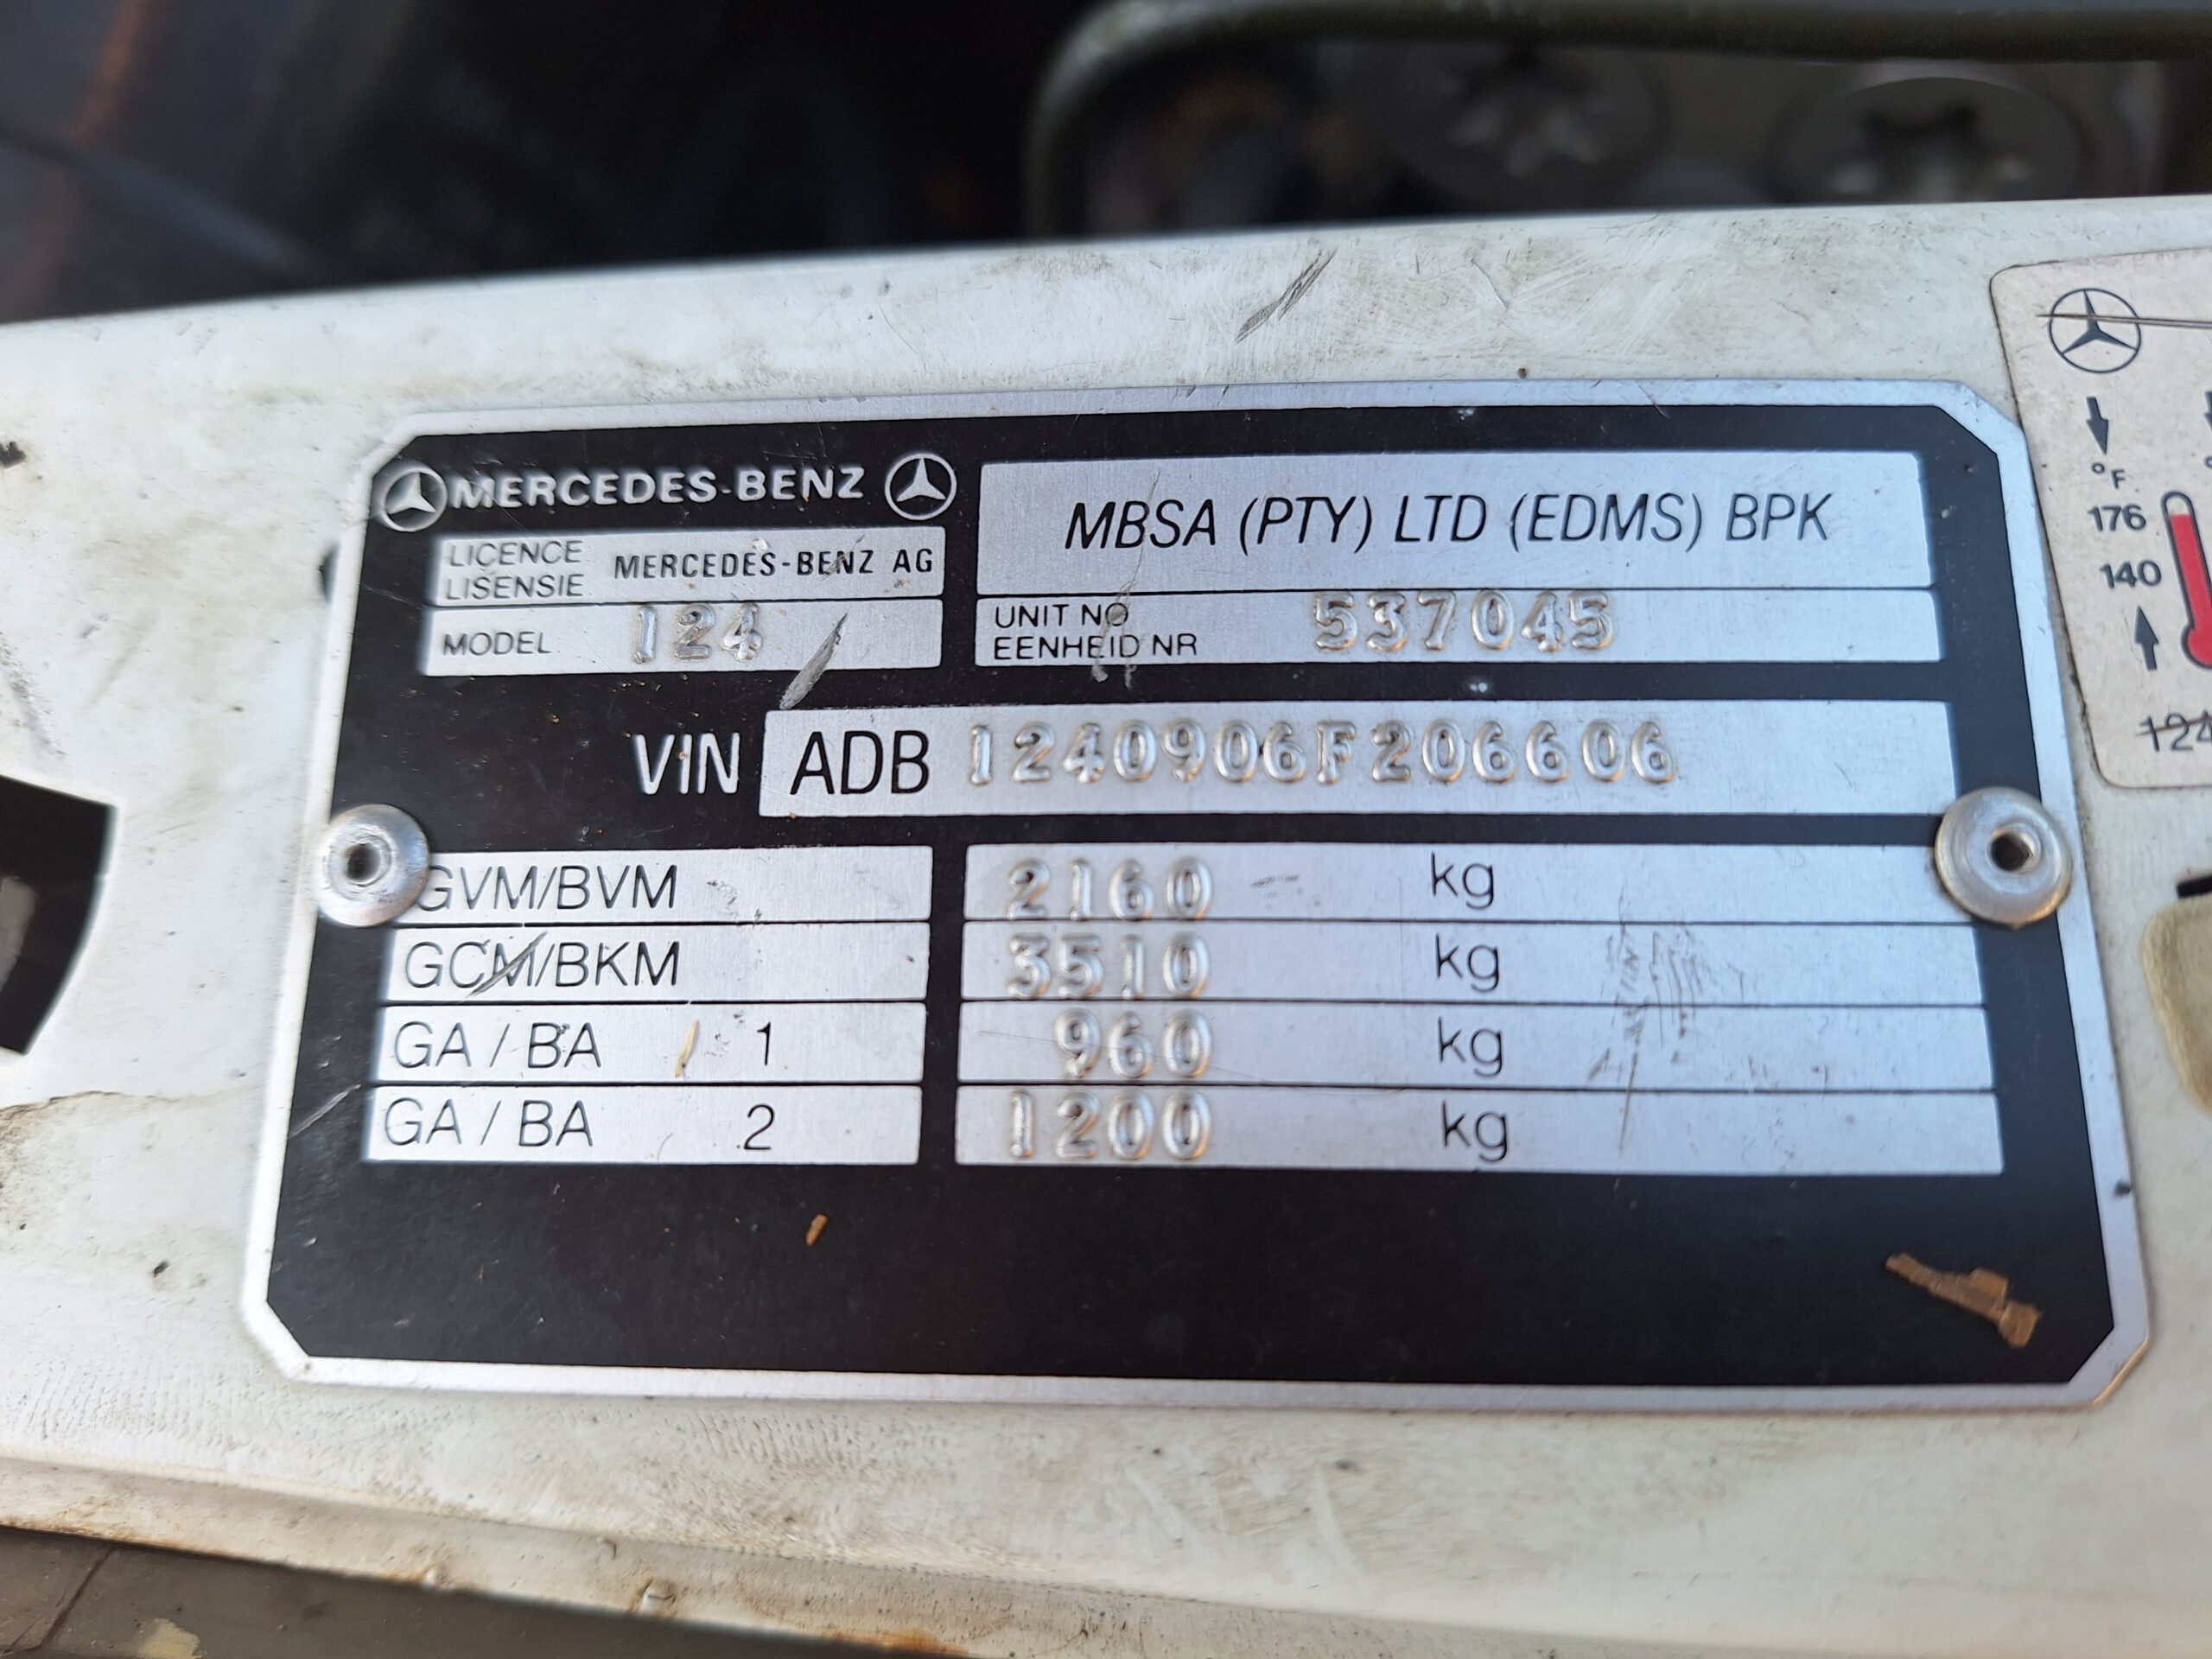 MERCEDES-BENZ
MBSA (PTY) LTD (EDMS) BPK
LICENCE
LISENSIE MERCEDES-BENZ AG
MODEL 124
UNIT NO
EENHEID NR 537045
VIN ADB 1240906F206606
GVM/BVM 2160 kg
GCM/BKM 3510 kg
GA / BA 1 960 kg
GA / BA 2 1200 kg
°F
176
140
124